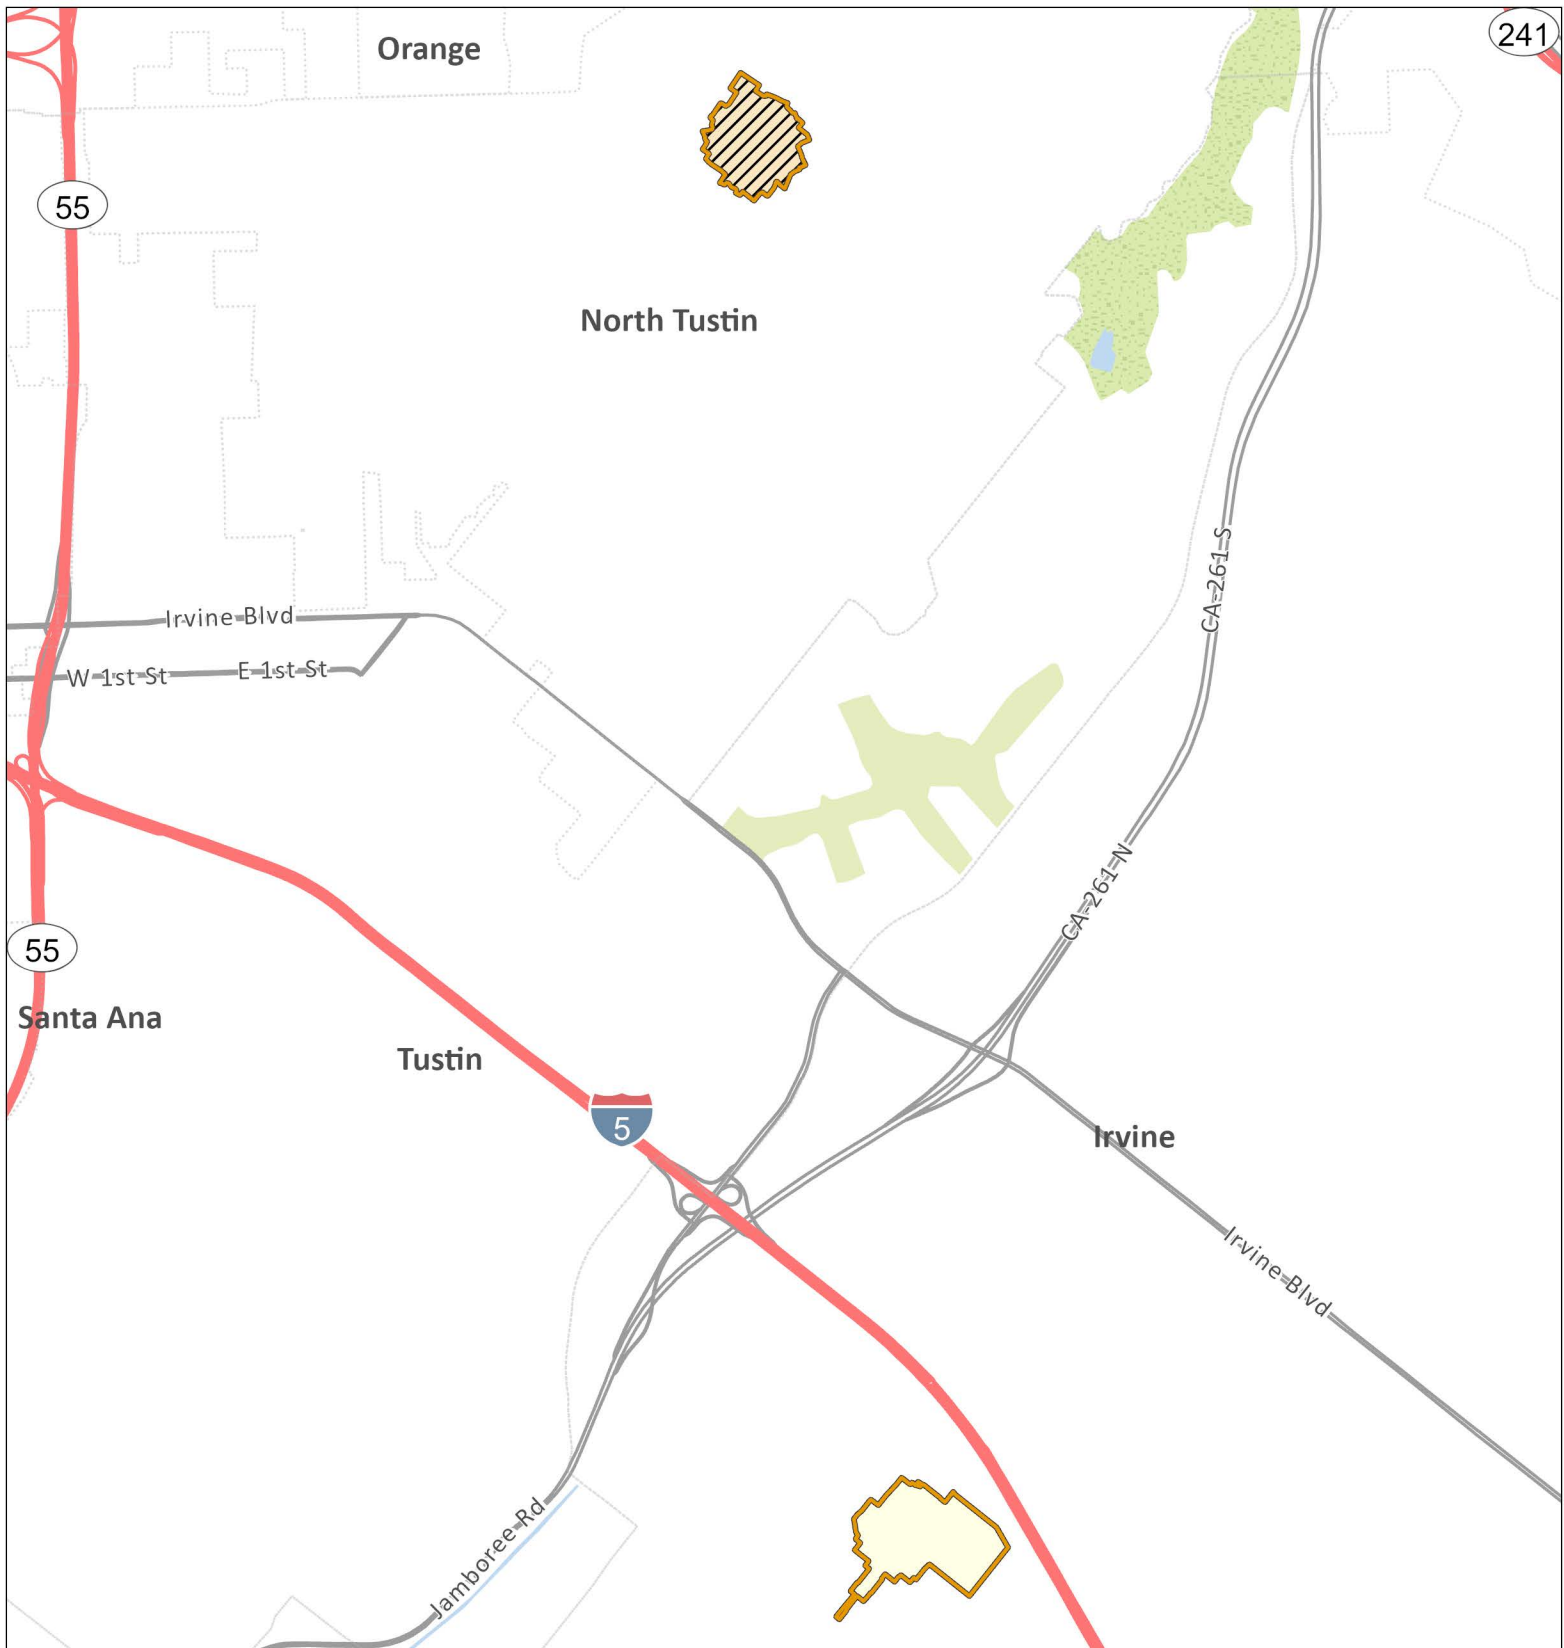 Orange
241
55
North Tustin
CA-261 S
Irvine Blvd
W 1st St
E 1st St
CA-261 N
55
Santa Ana
Tustin
5
Irvine
Irvine Blvd
Jamboree Rd